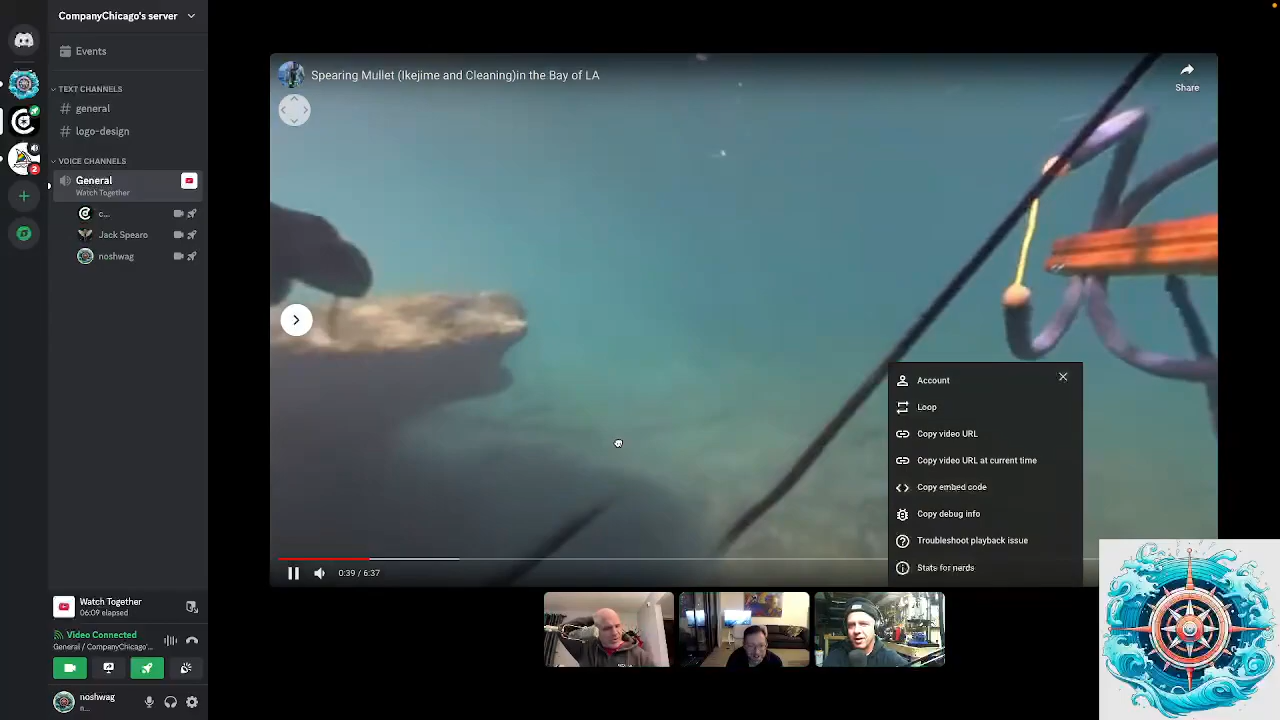 CompanyChicago's server
Events
TEXT CHANNELS
general
logo-design
VOICE CHANNELS
General
Watch Together
c...
Jack Spearo
noshwag
2
Watch Together
06:09 elapsed
Video Connected
General / CompanyChicago ...
noshwag
Spearing Mullet (Ikejime and Cleaning)in the Bay of LA
Share
Account
Loop
Copy video URL
Copy video URL at current time
Copy embed code
Copy debug info
Troubleshoot playback issue
Stats for nerds
0:39 / 6:37